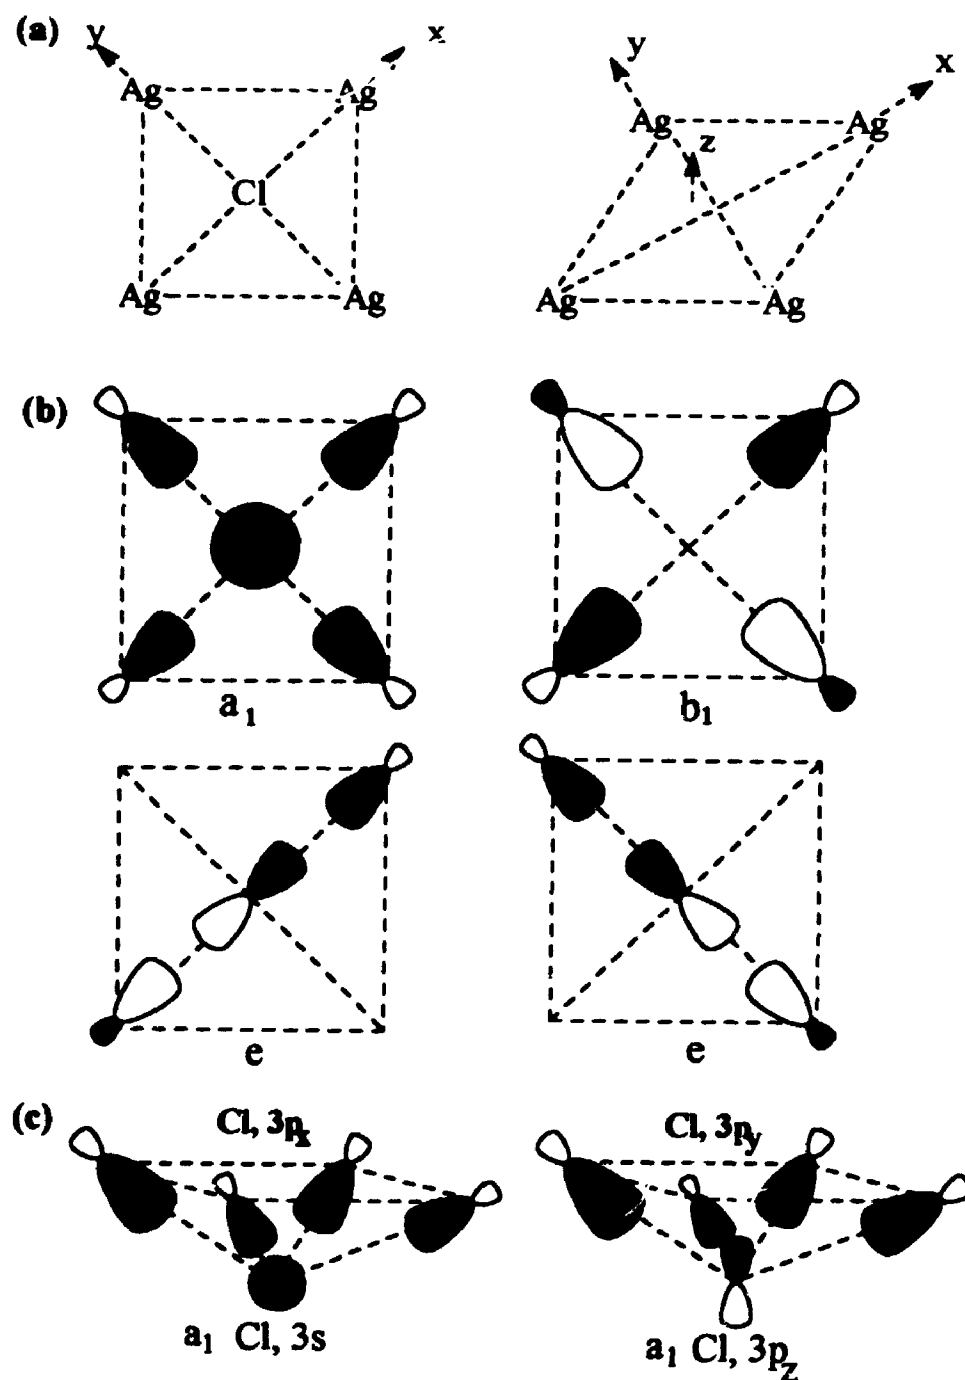 (a)
y x y x
Ag Ag Ag z Ag
Cl
Ag Ag Ag Ag
(b)
a1 b1
e e
(c) Cl, 3px Cl, 3py
a1 Cl, 3s a1 Cl, 3pz